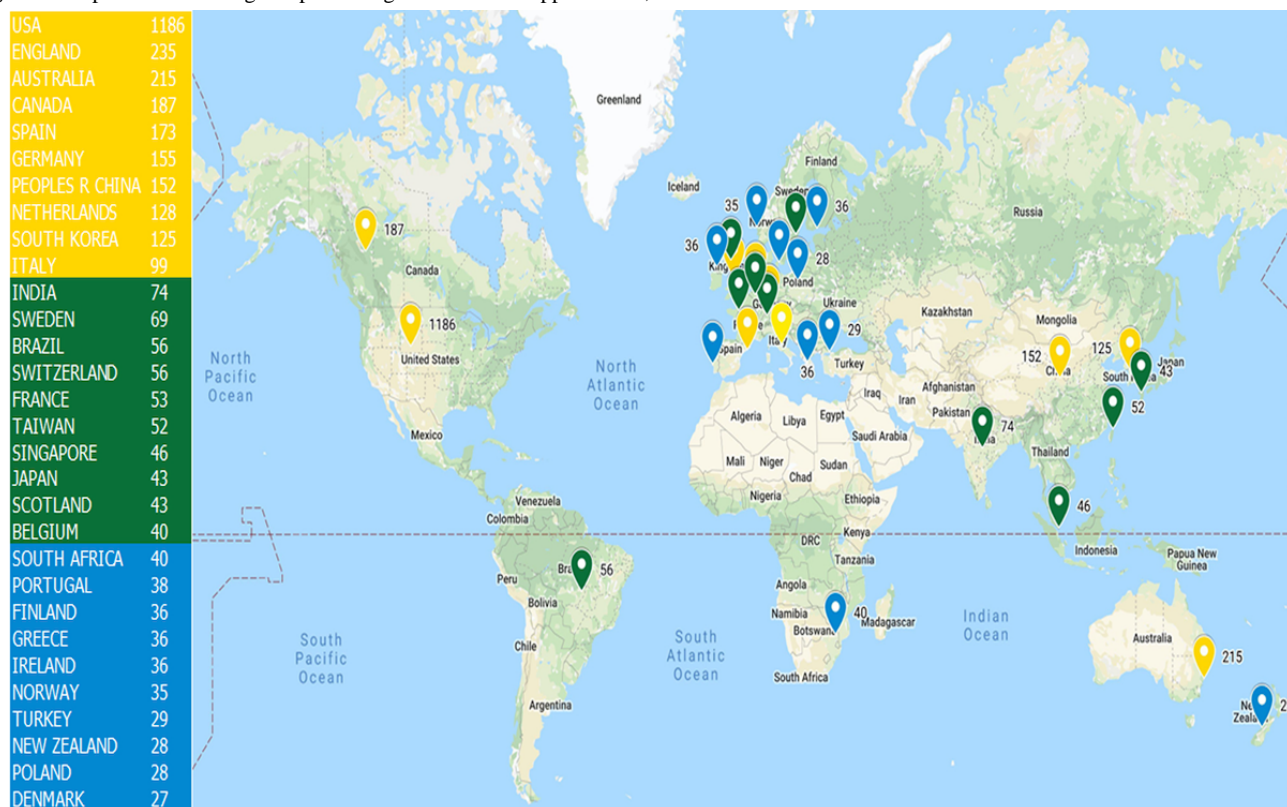 USA 1186
ENGLAND 235
AUSTRALIA 215
CANADA 187
SPAIN 173
GERMANY 155
PEOPLES R CHINA 152
NETHERLANDS 128
SOUTH KOREA 125
ITALY 99
INDIA 74
SWEDEN 69
BRAZIL 56
SWITZERLAND 56
FRANCE 53
TAIWAN 52
SINGAPORE 46
JAPAN 43
SCOTLAND 43
BELGIUM 40
SOUTH AFRICA 40
PORTUGAL 38
FINLAND 36
GREECE 36
IRELAND 36
NORWAY 35
TURKEY 29
NEW ZEALAND 28
POLAND 28
DENMARK 27
Greenland
Iceland
Finland
Sweden
Russia
35
36
187
36
Canada
28
Poland
Ukraine
Kazakhstan
Mongolia
1186
United States
North
Pacific
Ocean
North
Atlantic
Ocean
Spain
Italy
29
36
Turkey
152
125
Japan
43
Afghanistan
Iraq
Iran
Pakistan
Algeria
Libya
Egypt
Saudi Arabia
74
52
Mexico
Mali
Niger
Chad
Sudan
Thailand
Nigeria
Ethiopia
46
Venezuela
Colombia
DRC
Kenya
Tanzania
Indonesia
Papua New
Guinea
56
Peru
Bolivia
Angola
Namibia
Botswana
40
Madagascar
Indian
Ocean
South
Pacific
Ocean
Chile
South
Atlantic
Ocean
South Africa
Australia
215
Argentina
New
Zealand